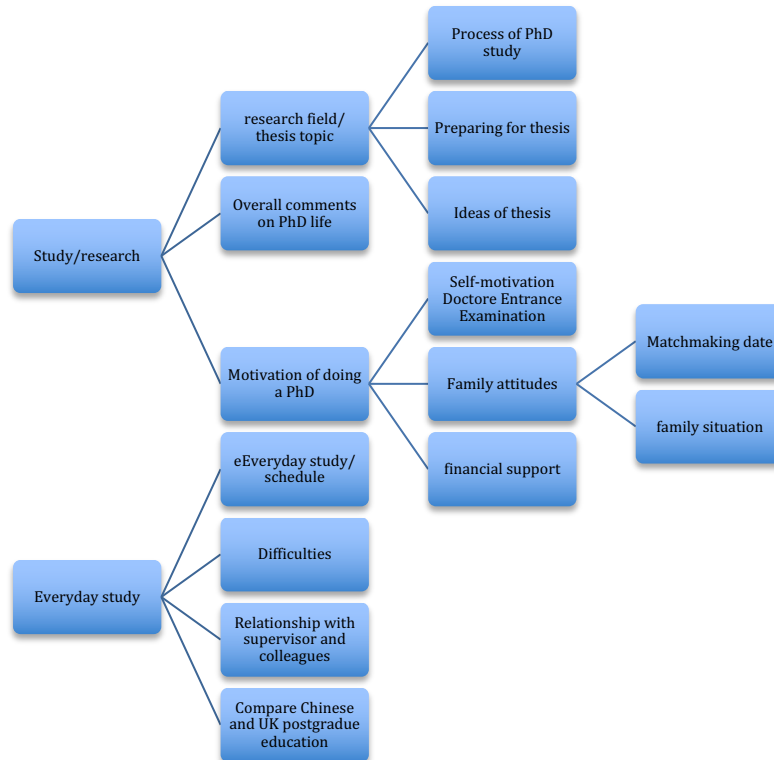 Study/research
research field/
thesis topic
Process of PhD
study
Preparing for thesis
Ideas of thesis
Overall comments
on PhD life
Motivation of doing
a PhD
Self-motivation
Doctore Entrance
Examination
Family attitudes
Matchmaking date
family situation
financial support
Everyday study
eEveryday study/
schedule
Difficulties
Relationship with
supervisor and
colleagues
Compare Chinese
and UK postgradue
education